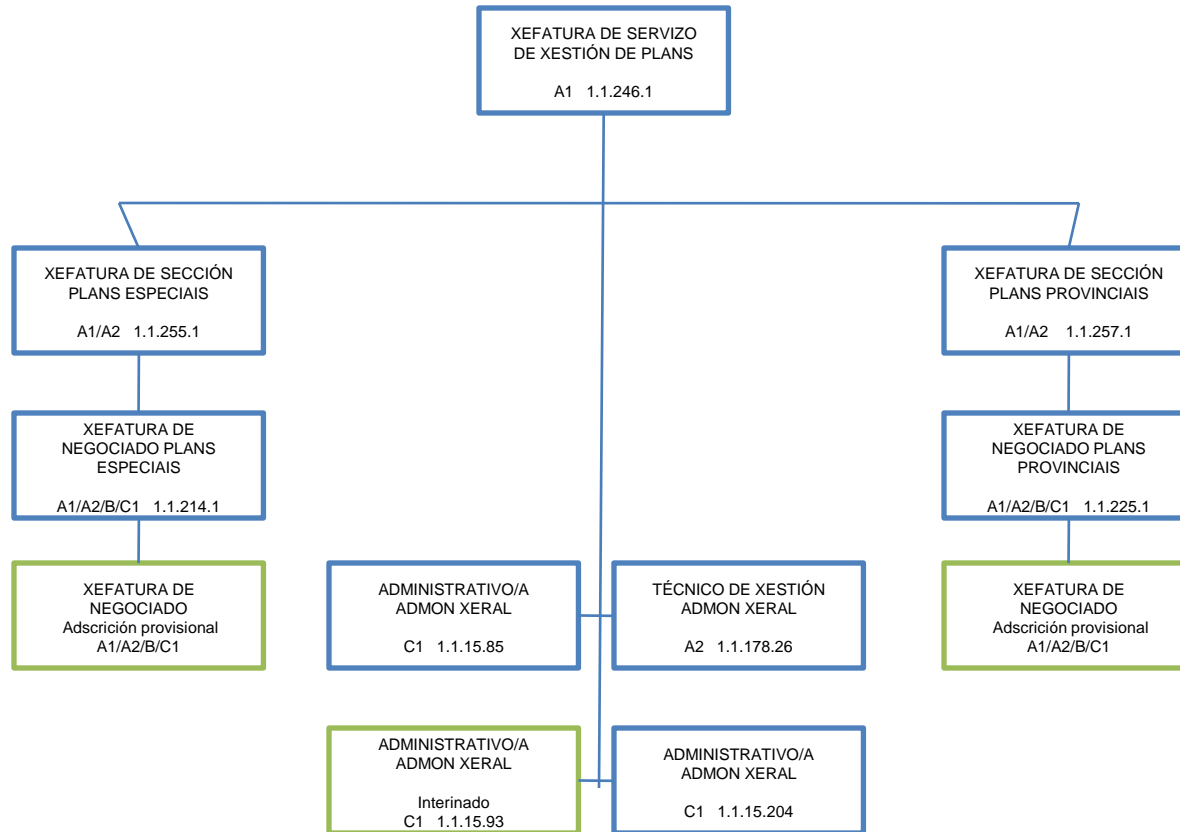 XEFATURA DE SERVIZO
DE XESTIÓN DE PLANS
A1 1.1.246.1
XEFATURA DE SECCIÓN
PLANS ESPECIAIS
A1/A2 1.1.255.1
XEFATURA DE SECCIÓN
PLANS PROVINCIAIS
A1/A2 1.1.257.1
XEFATURA DE
NEGOCIADO PLANS
ESPECIAIS
A1/A2/B/C1 1.1.214.1
XEFATURA DE
NEGOCIADO PLANS
PROVINCIAIS
A1/A2/B/C1 1.1.225.1
XEFATURA DE
NEGOCIADO
Adscrición provisional
A1/A2/B/C1
ADMINISTRATIVO/A
ADMON XERAL
C1 1.1.15.85
TÉCNICO DE XESTIÓN
ADMON XERAL
A2 1.1.178.26
XEFATURA DE
NEGOCIADO
Adscrición provisional
A1/A2/B/C1
ADMINISTRATIVO/A
ADMON XERAL
Interinado
C1 1.1.15.93
ADMINISTRATIVO/A
ADMON XERAL
C1 1.1.15.204